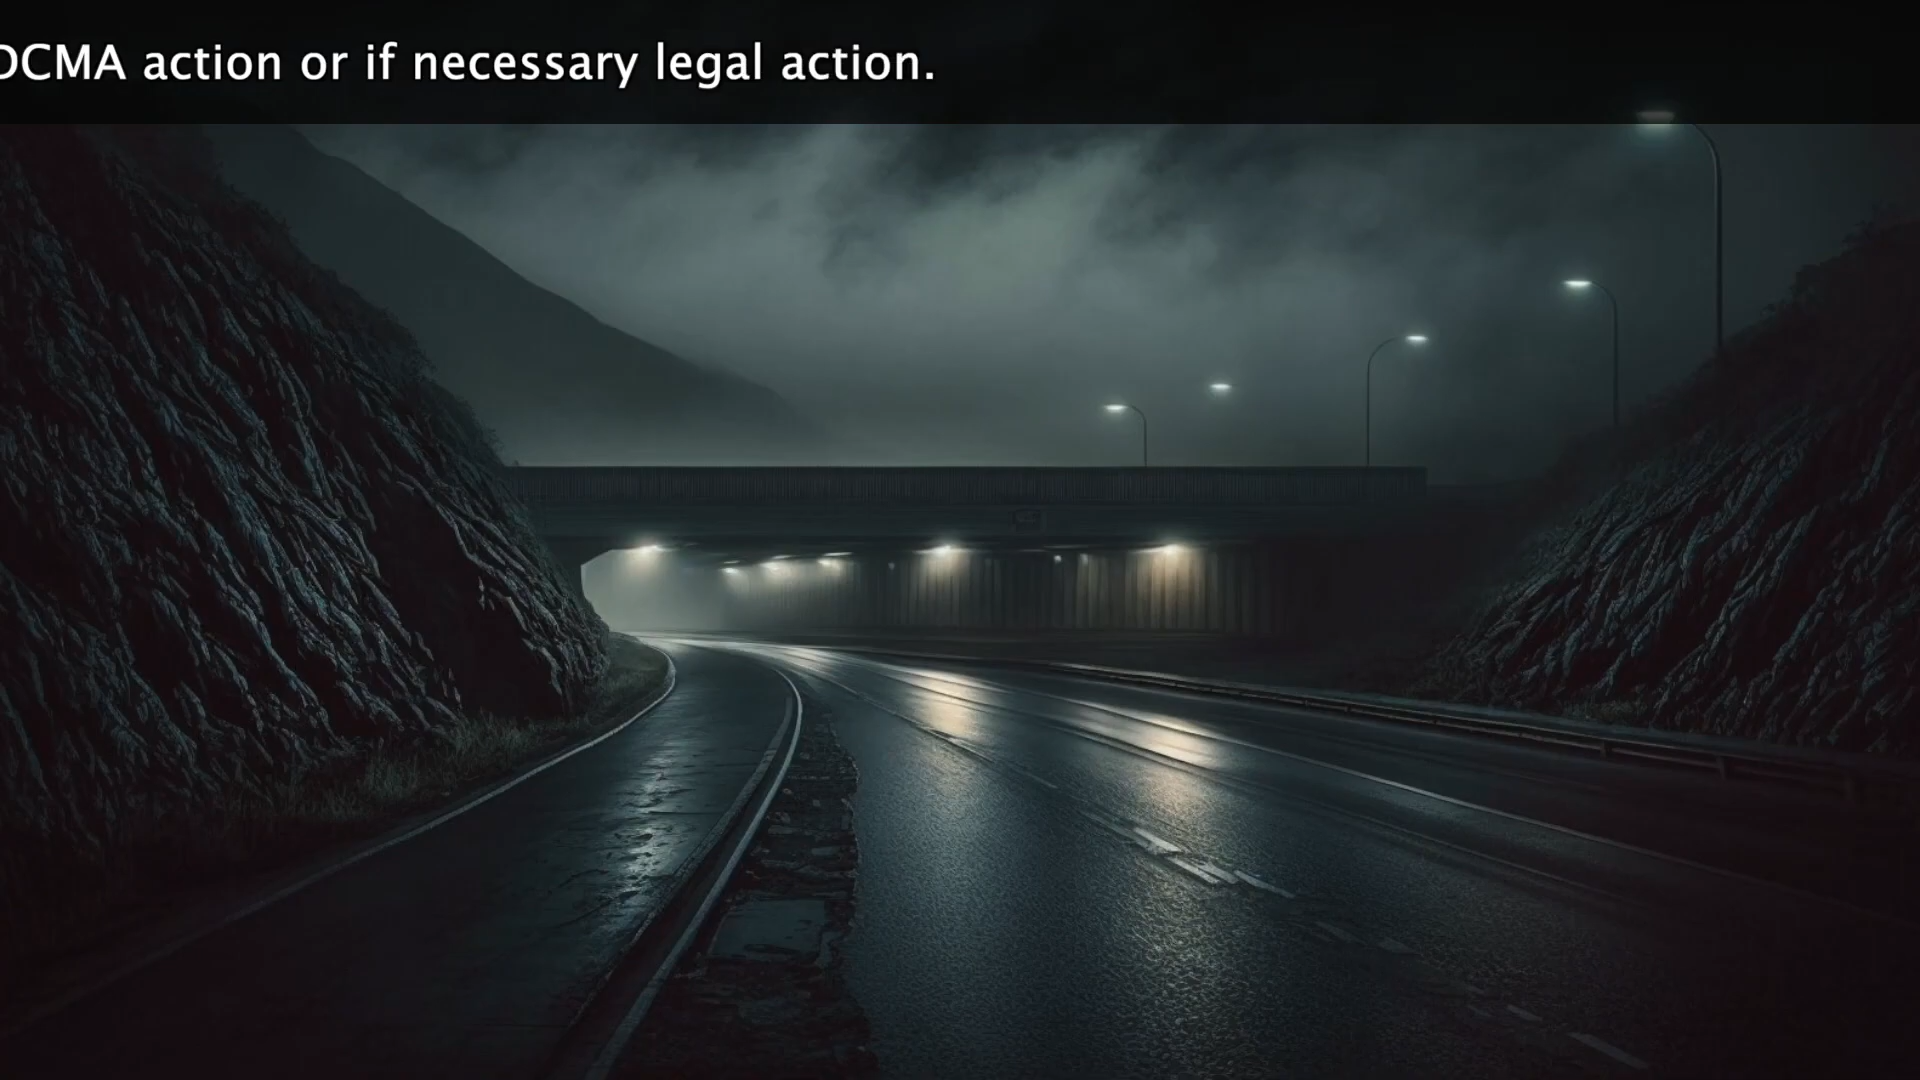 DCMA action or if necessary legal action.